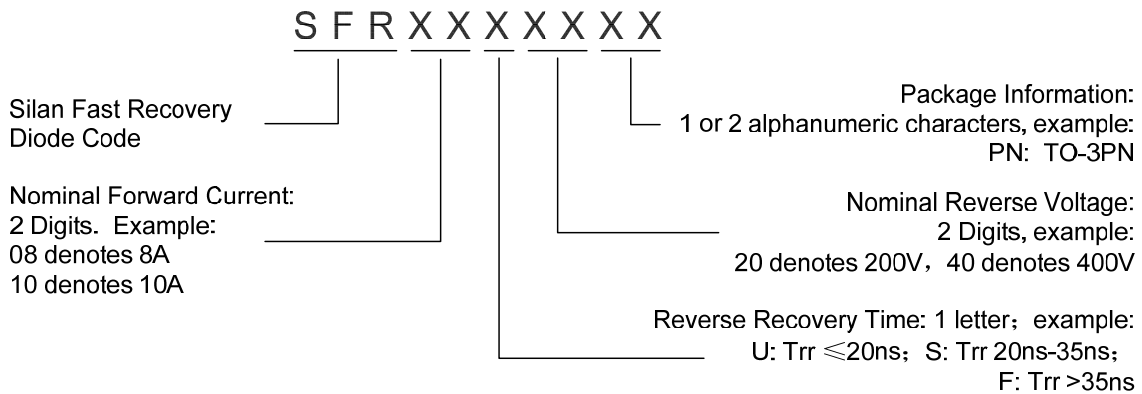 S F R X X X X X X X
Silan Fast Recovery
Diode Code
Nominal Forward Current:
2 Digits. Example:
08 denotes 8A
10 denotes 10A
Package Information:
1 or 2 alphanumeric characters, example:
PN: TO-3PN
Nominal Reverse Voltage:
2 Digits, example:
20 denotes 200V，40 denotes 400V
Reverse Recovery Time: 1 letter；example:
U: Trr ≤20ns；S: Trr 20ns-35ns；
F: Trr >35ns